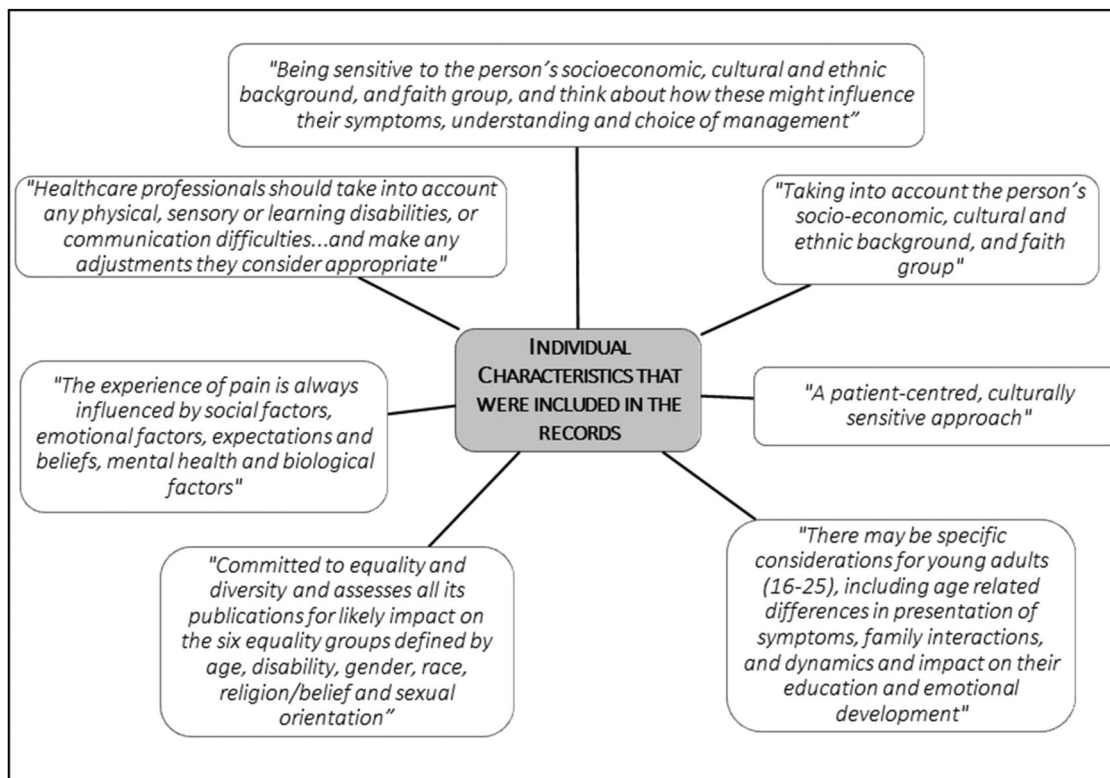 "Being sensitive to the person’s socioeconomic, cultural and ethnic
background, and faith group, and think about how these might influence
their symptoms, understanding and choice of management”
"Healthcare professionals should take into account
any physical, sensory or learning disabilities, or
communication difficulties...and make any
adjustments they consider appropriate"
"Taking into account the person’s
socio-economic, cultural and
ethnic background, and faith
group"
INDIVIDUAL
CHARACTERISTICS THAT
WERE INCLUDED IN THE
RECORDS
"The experience of pain is always
influenced by social factors,
emotional factors, expectations and
beliefs, mental health and biological
factors"
"A patient-centred, culturally
sensitive approach"
"Committed to equality and
diversity and assesses all its
publications for likely impact on
the six equality groups defined by
age, disability, gender, race,
religion/belief and sexual
orientation”
"There may be specific
considerations for young adults
(16-25), including age related
differences in presentation of
symptoms, family interactions,
and dynamics and impact on their
education and emotional
development"